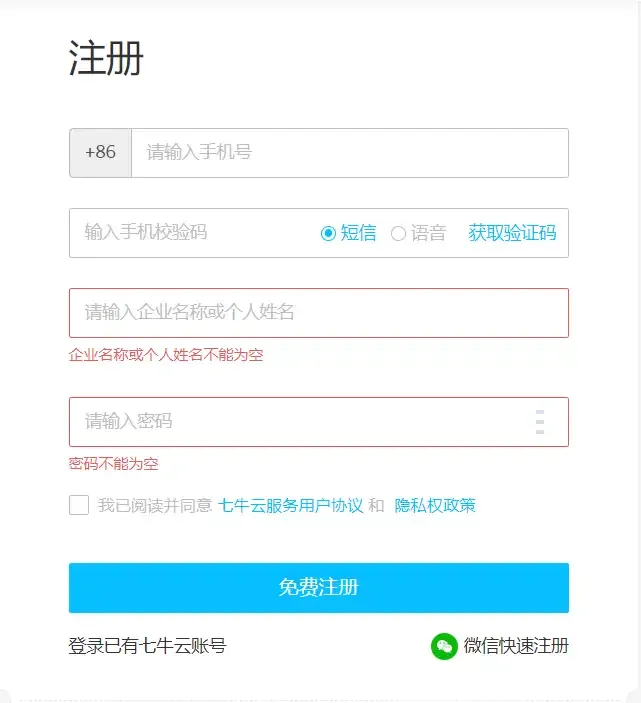 注册
+86 请输入手机号
输入手机校验码 短信 语音 获取验证码
请输入企业名称或个人姓名
企业名称或个人姓名不能为空
请输入密码
密码不能为空
我已阅读并同意 七牛云服务用户协议 和 隐私权政策
免费注册
登录已有七牛云账号 微信快速注册